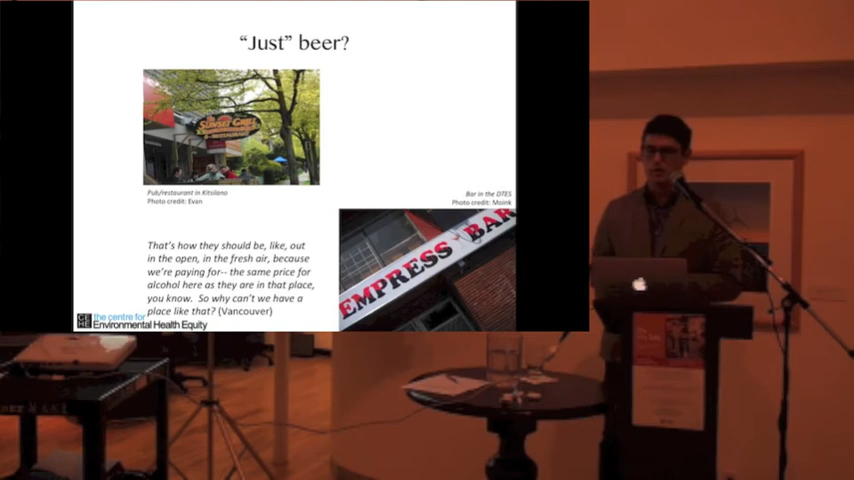 “Just” beer?
SUNSET GRILL
Pub/restaurant in Kitsilano
Photo credit: Evan
Bar in the DTES
Photo credit: Moink
EMPRESS BAR
That’s how they should be, like, out
in the open, in the fresh air, because
we’re paying for-- the same price for
alcohol here as they are in that place,
you know. So why can’t we have a
place like that? (Vancouver)
the centre for
Environmental Health Equity